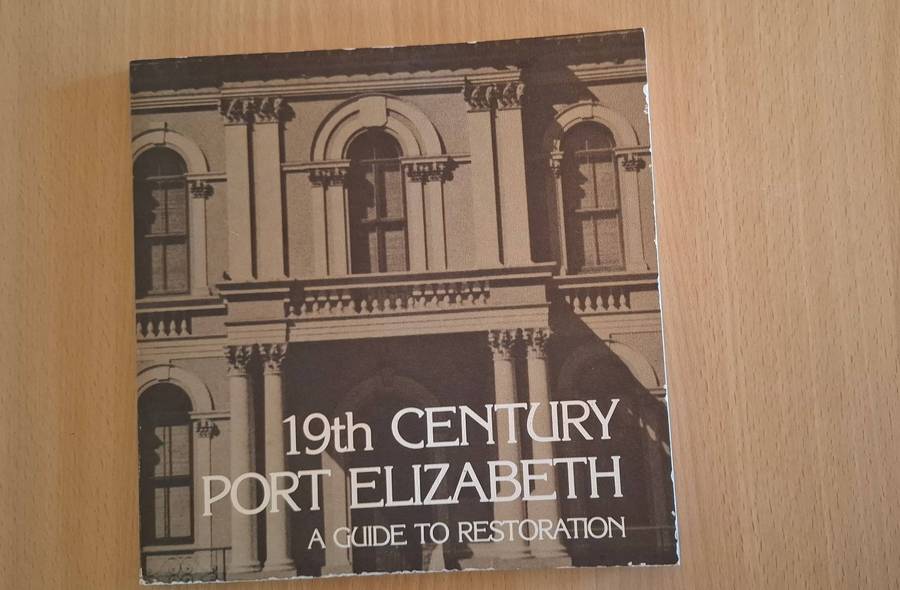 19th CENTURY
PORT ELIZABETH
A GUIDE TO RESTORATION